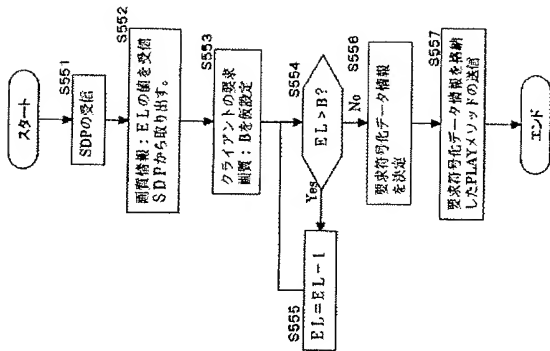 スタート
S551
SDPの受信
S552
画質情報：ELの値を受信
SDPから取り出す。
S553
クライアントの要求
画質：Bを仮設定
S554
EL>B?
Yes
No
S555
EL=EL-1
S556
要求符号化データ情報
を決定
S557
要求符号化データ情報を格納
したPLAYメソッドの送信
エンド